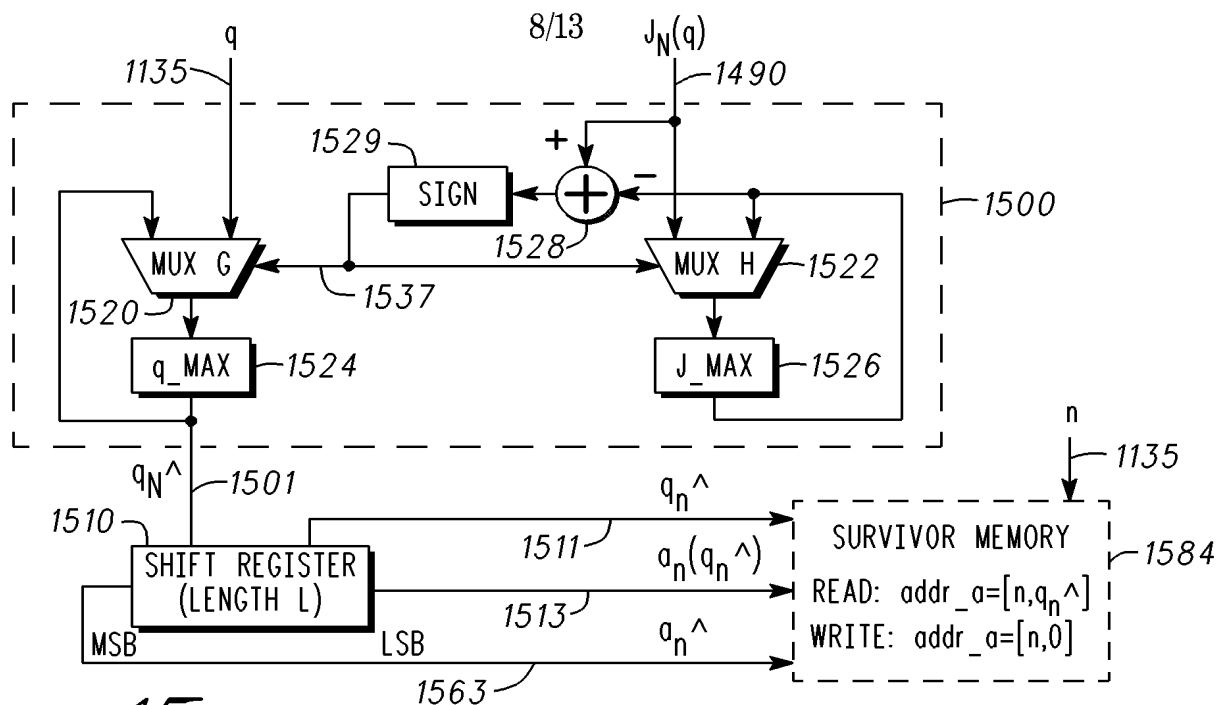 8/13
q
J_N(q)
1135
1490
1529
+
SIGN
+
−
1500
1528
MUX G
MUX H
1522
1520
1537
q_MAX
1524
J_MAX
1526
n
1135
q_N^
1501
1510
q_n^
SHIFT REGISTER
(LENGTH L)
1511
SURVIVOR MEMORY
1584
a_n(q_n^)
READ: addr_a=[n,q_n^]
1513
WRITE: addr_a=[n,0]
MSB
LSB
a_n^
1563